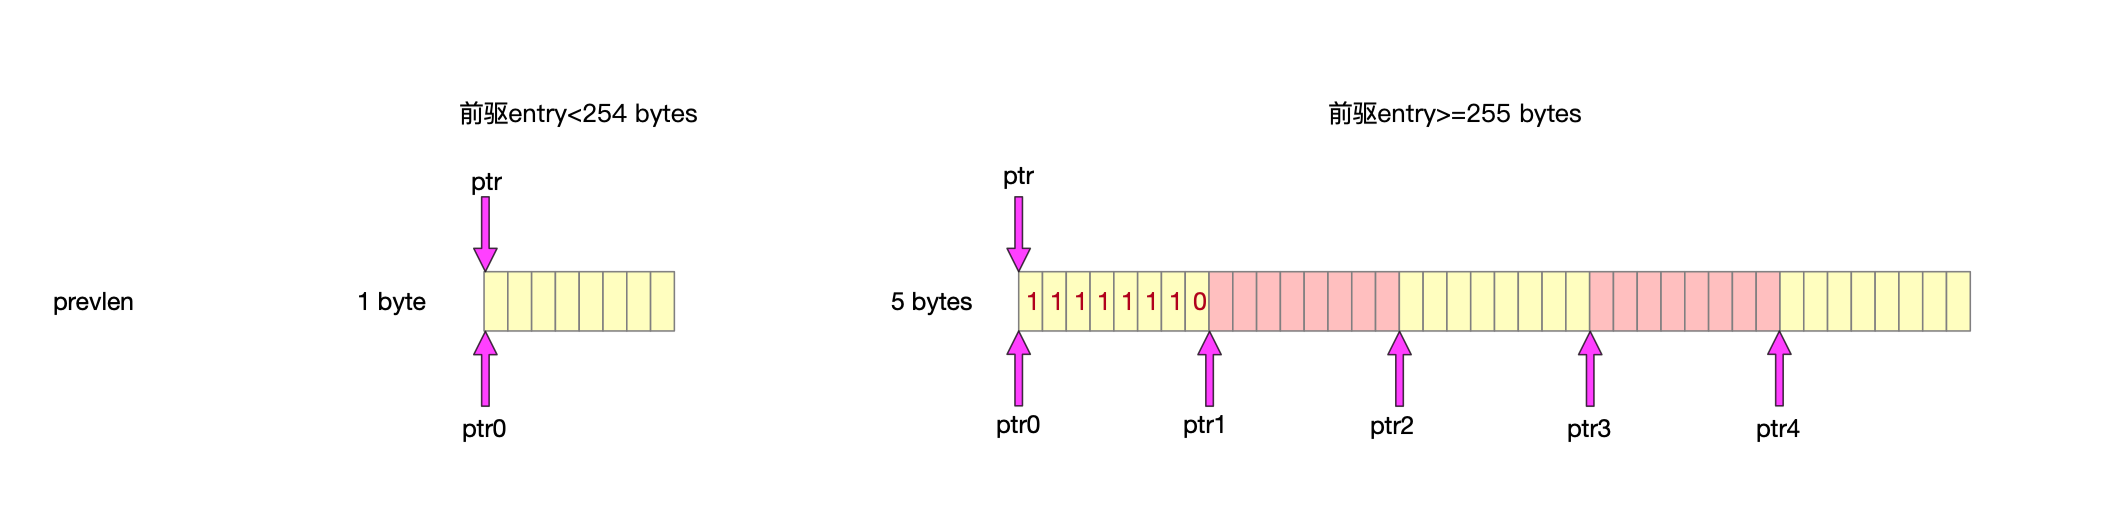 前驱entry<254 bytes
前驱entry>=255 bytes
ptr
ptr
prevlen
1 byte
5 bytes
1 1 1 1 1 1 1 0
ptr0
ptr0
ptr1
ptr2
ptr3
ptr4